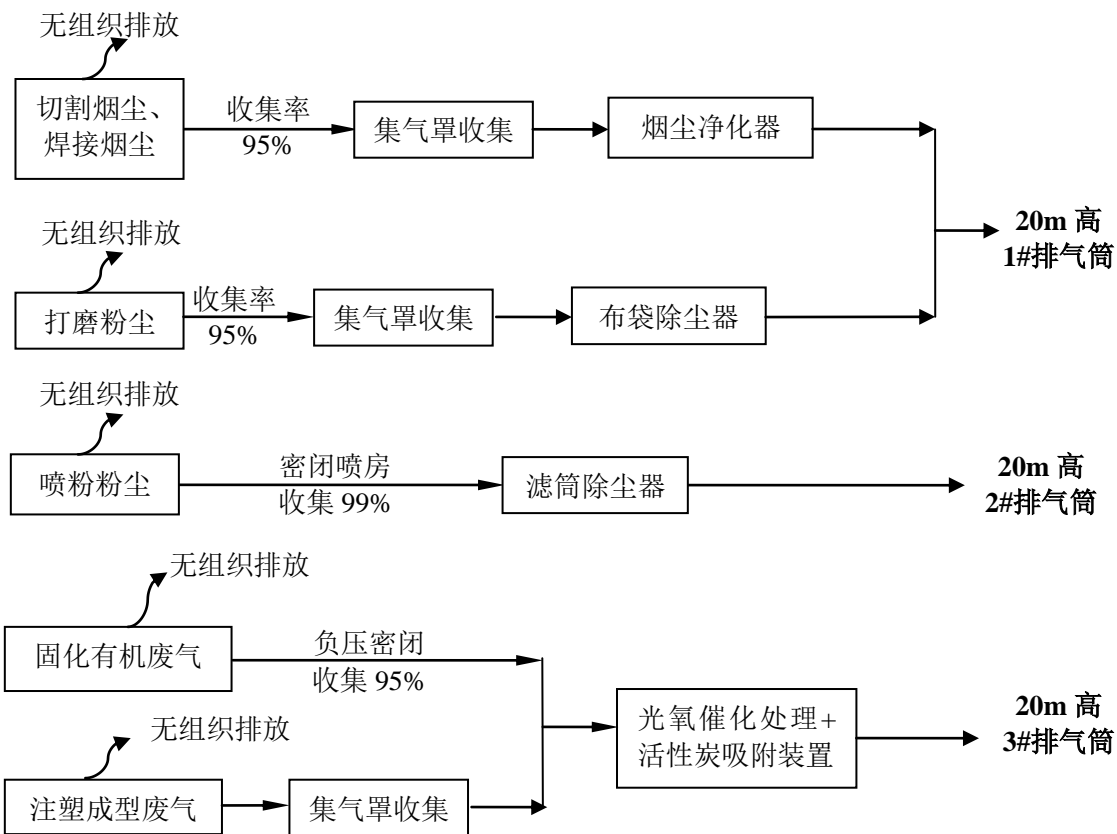 无组织排放
切割烟尘、
焊接烟尘
收集率
95%
集气罩收集
烟尘净化器
20m 高
1#排气筒
无组织排放
打磨粉尘
收集率
95%
集气罩收集
布袋除尘器
无组织排放
喷粉粉尘
密闭喷房
收集 99%
滤筒除尘器
20m 高
2#排气筒
无组织排放
固化有机废气
负压密闭
收集 95%
光氧催化处理+
活性炭吸附装置
20m 高
3#排气筒
无组织排放
注塑成型废气
集气罩收集